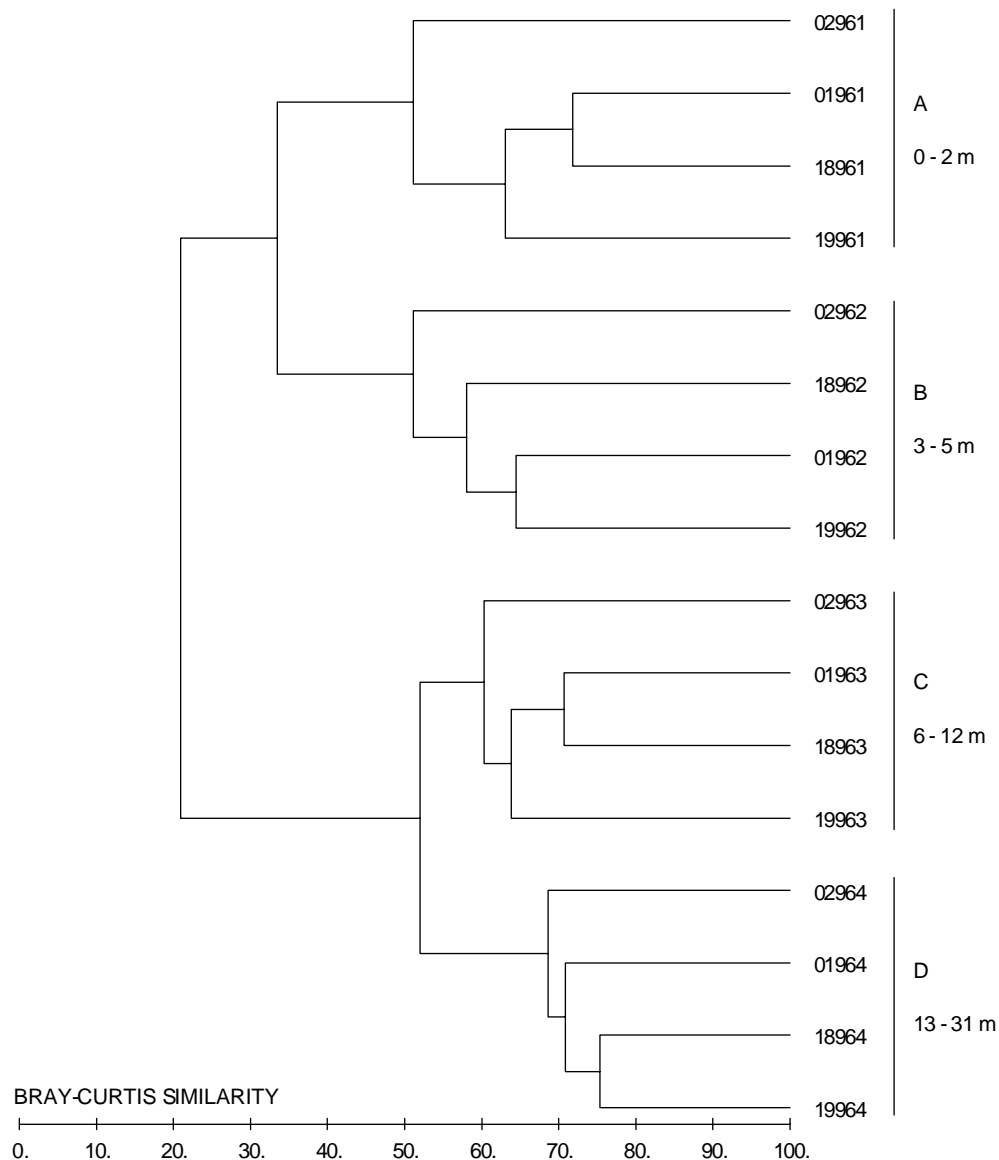 02961
01961
A
18961
0 - 2 m
19961
02962
18962
B
01962
3 - 5 m
19962
02963
01963
C
18963
6 - 12 m
19963
02964
01964
D
18964
13 - 31 m
19964
BRAY-CURTIS SIMILARITY
0. 10. 20. 30. 40. 50. 60. 70. 80. 90. 100.